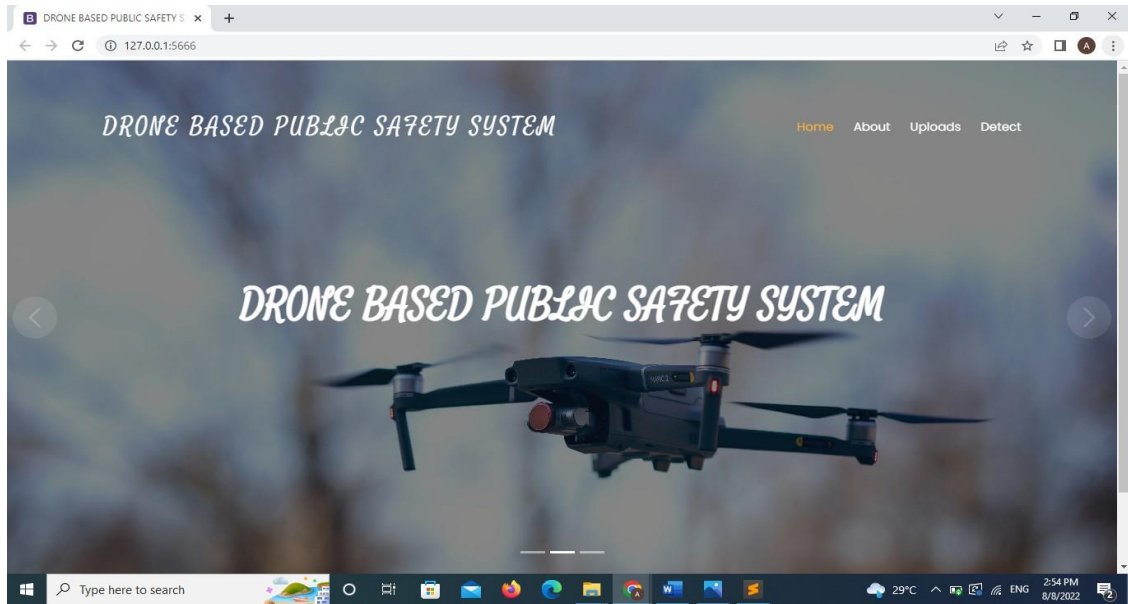 DRONE BASED PUBLIC SAFETY S
127.0.0.1:5666
A
DRONE BASED PUBLIC SAFETY SYSTEM
Home About Uploads Detect
DRONE BASED PUBLIC SAFETY SYSTEM
Type here to search
29°C ENG 2:54 PM
8/8/2022
2